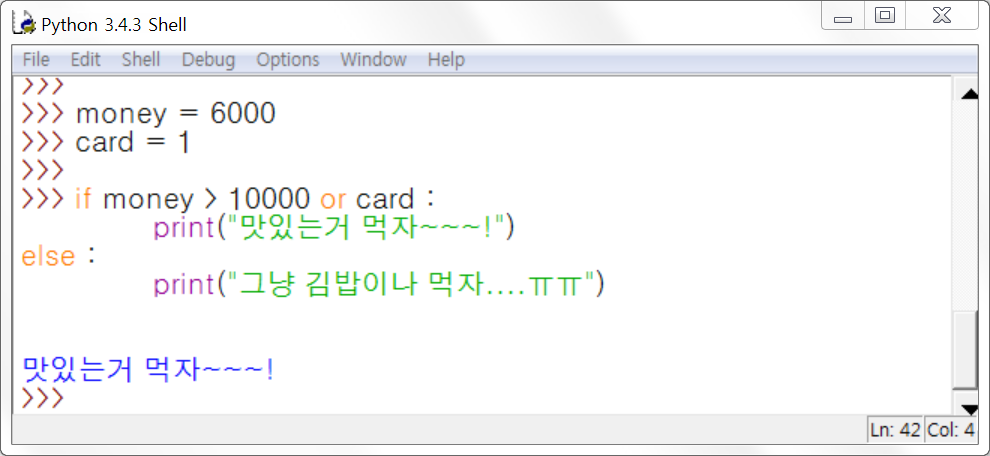 Python 3.4.3 Shell
File Edit Shell Debug Options Window Help
>>>
>>> money = 6000
>>> card = 1
>>>
>>> if money > 10000 or card :
        print("맛있는거 먹자~~~!")
else :
        print("그냥 김밥이나 먹자....ㅠㅠ")
맛있는거 먹자~~~!
>>>
Ln: 42 Col: 4